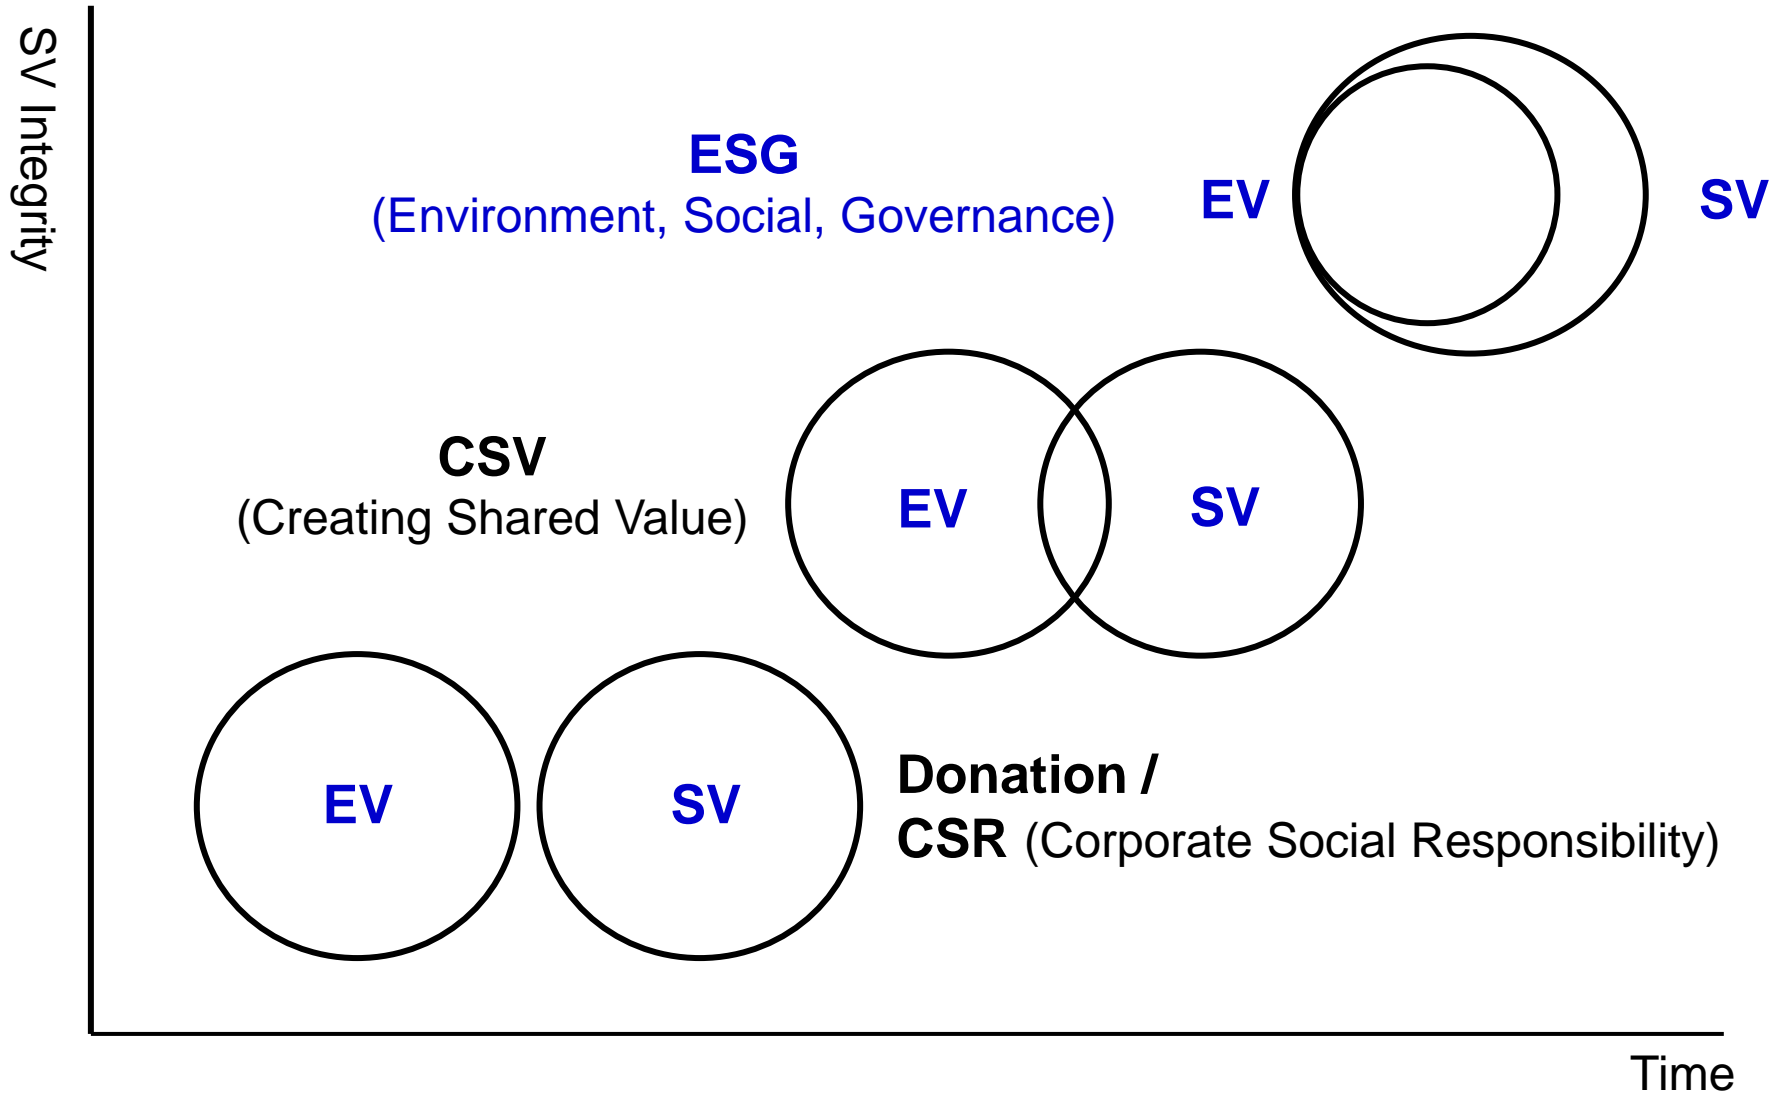 SV Integrity
ESG
(Environment, Social, Governance)
EV
SV
CSV
(Creating Shared Value)
EV
SV
EV
SV
Donation /
CSR (Corporate Social Responsibility)
Time